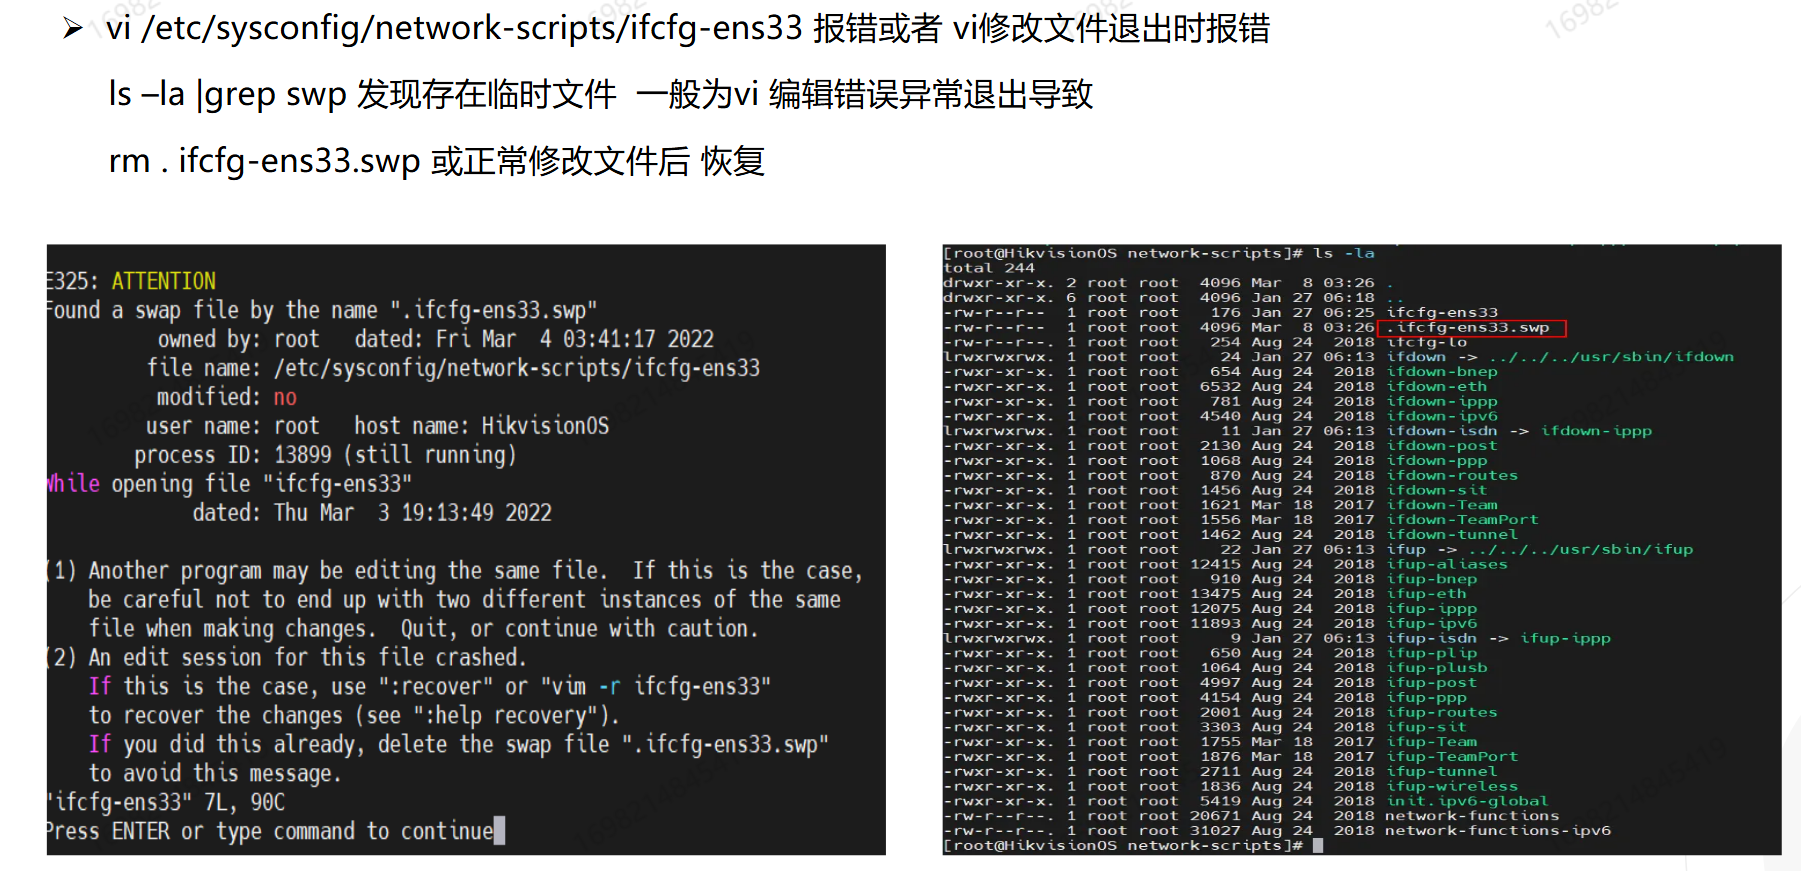 ➤ vi /etc/sysconfig/network-scripts/ifcfg-ens33 报错或者 vi修改文件退出时报错
ls –la |grep swp 发现存在临时文件  一般为vi 编辑错误异常退出导致
rm . ifcfg-ens33.swp 或正常修改文件后 恢复
E325: ATTENTION
Found a swap file by the name ".ifcfg-ens33.swp"
owned by: root   dated: Fri Mar  4 03:41:17 2022
file name: /etc/sysconfig/network-scripts/ifcfg-ens33
modified: no
user name: root   host name: HikvisionOS
process ID: 13899 (still running)
While opening file "ifcfg-ens33"
dated: Thu Mar  3 19:13:49 2022
(1) Another program may be editing the same file.  If this is the case,
be careful not to end up with two different instances of the same
file when making changes.  Quit, or continue with caution.
(2) An edit session for this file crashed.
If this is the case, use ":recover" or "vim -r ifcfg-ens33"
to recover the changes (see ":help recovery").
If you did this already, delete the swap file ".ifcfg-ens33.swp"
to avoid this message.
"ifcfg-ens33" 7L, 90C
Press ENTER or type command to continue
[root@HikvisionOS network-scripts]# ls -la
total 244
drwxr-xr-x. 2 root root  4096 Mar  8 03:26 .
drwxr-xr-x. 6 root root  4096 Jan 27 06:18 ..
-rw-r--r--  1 root root   176 Jan 27 06:25 ifcfg-ens33
-rw-r--r--  1 root root  4096 Mar  8 03:26 .ifcfg-ens33.swp
-rw-r--r--. 1 root root   254 Aug 24  2018 ifcfg-lo
lrwxrwxrwx. 1 root root    24 Jan 27 06:13 ifdown -> ../../../usr/sbin/ifdown
-rwxr-xr-x. 1 root root   654 Aug 24  2018 ifdown-bnep
-rwxr-xr-x. 1 root root  6532 Aug 24  2018 ifdown-eth
-rwxr-xr-x. 1 root root   781 Aug 24  2018 ifdown-ippp
-rwxr-xr-x. 1 root root  4540 Aug 24  2018 ifdown-ipv6
lrwxrwxrwx. 1 root root    11 Jan 27 06:13 ifdown-isdn -> ifdown-ippp
-rwxr-xr-x. 1 root root  2130 Aug 24  2018 ifdown-post
-rwxr-xr-x. 1 root root  1068 Aug 24  2018 ifdown-ppp
-rwxr-xr-x. 1 root root   870 Aug 24  2018 ifdown-routes
-rwxr-xr-x. 1 root root  1456 Aug 24  2018 ifdown-sit
-rwxr-xr-x. 1 root root  1621 Mar 18  2017 ifdown-Team
-rwxr-xr-x. 1 root root  1556 Mar 18  2017 ifdown-TeamPort
-rwxr-xr-x. 1 root root  1462 Aug 24  2018 ifdown-tunnel
lrwxrwxrwx. 1 root root    22 Jan 27 06:13 ifup -> ../../../usr/sbin/ifup
-rwxr-xr-x. 1 root root 12415 Aug 24  2018 ifup-aliases
-rwxr-xr-x. 1 root root   910 Aug 24  2018 ifup-bnep
-rwxr-xr-x. 1 root root 13475 Aug 24  2018 ifup-eth
-rwxr-xr-x. 1 root root 12075 Aug 24  2018 ifup-ippp
-rwxr-xr-x. 1 root root 11893 Aug 24  2018 ifup-ipv6
lrwxrwxrwx. 1 root root     9 Jan 27 06:13 ifup-isdn -> ifup-ippp
-rwxr-xr-x. 1 root root   650 Aug 24  2018 ifup-plip
-rwxr-xr-x. 1 root root  1064 Aug 24  2018 ifup-plusb
-rwxr-xr-x. 1 root root  4997 Aug 24  2018 ifup-post
-rwxr-xr-x. 1 root root  4154 Aug 24  2018 ifup-ppp
-rwxr-xr-x. 1 root root  2001 Aug 24  2018 ifup-routes
-rwxr-xr-x. 1 root root  3303 Aug 24  2018 ifup-sit
-rwxr-xr-x. 1 root root  1755 Mar 18  2017 ifup-Team
-rwxr-xr-x. 1 root root  1876 Mar 18  2017 ifup-TeamPort
-rwxr-xr-x. 1 root root  2711 Aug 24  2018 ifup-tunnel
-rwxr-xr-x. 1 root root  1836 Aug 24  2018 ifup-wireless
-rwxr-xr-x. 1 root root  5419 Aug 24  2018 init.ipv6-global
-rw-r--r--. 1 root root 20671 Aug 24  2018 network-functions
-rw-r--r--. 1 root root 31027 Aug 24  2018 network-functions-ipv6
[root@HikvisionOS network-scripts]#